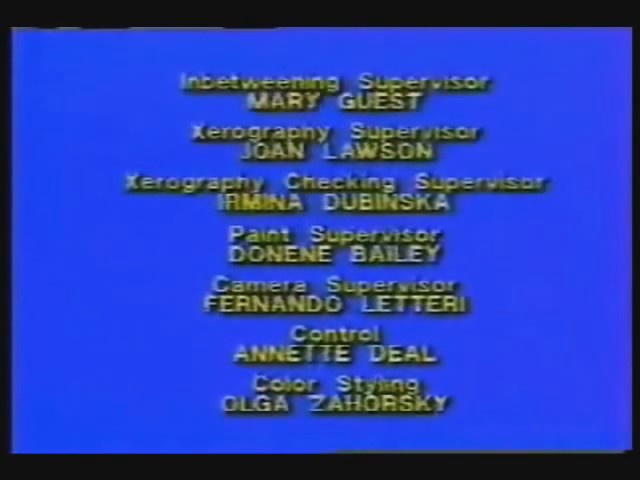 Inbetweening Supervisor
MARY GUEST
Xerography Supervisor
JOAN LAWSON
Xerography Checking Supervisor
IRMINA DUBINSKA
Paint Supervisor
DONENE BAILEY
Camera Supervisor
FERNANDO LETTERI
Control
ANNETTE DEAL
Color Styling
OLGA ZAHORSKY